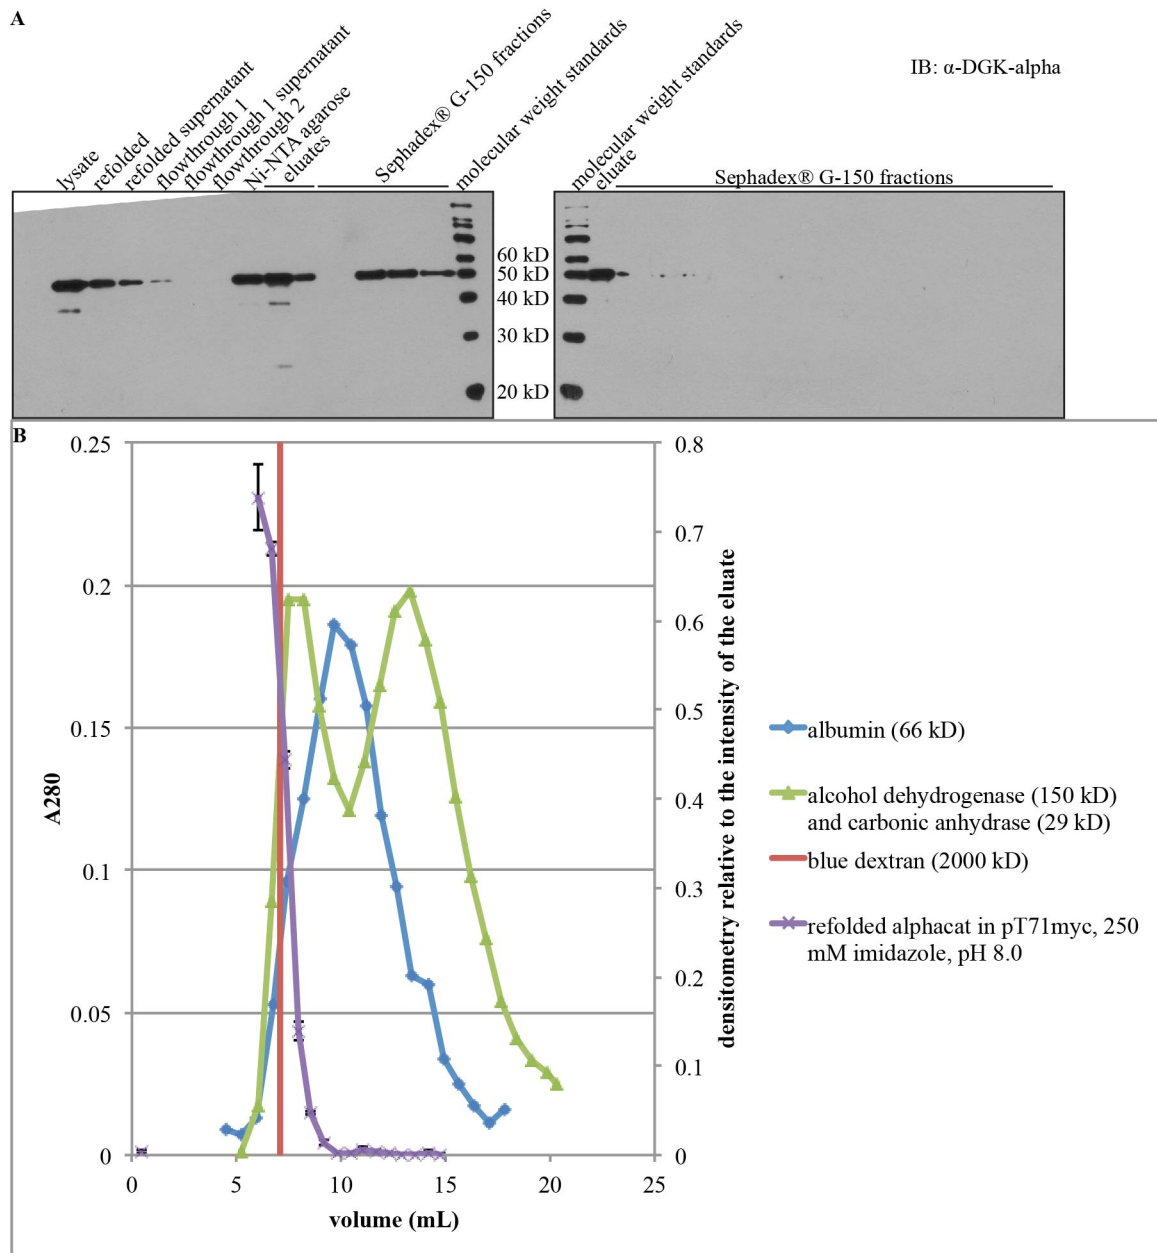 A
lysate
refolded
refolded supernatant
flowthrough 1
flowthrough 1 supernatant
flowthrough 2
Ni-NTA agarose
eluates
Sephadex® G-150 fractions
molecular weight standards
molecular weight standards
eluate
Sephadex® G-150 fractions
IB: α-DGK-alpha
60 kD
50 kD
40 kD
30 kD
20 kD
B
0.25
0.2
0.15
0.1
0.05
0
A280
0.8
0.7
0.6
0.5
0.4
0.3
0.2
0.1
0
densitometry relative to the intensity of the eluate
0 5 10 15 20 25
volume (mL)
albumin (66 kD)
alcohol dehydrogenase (150 kD)
and carbonic anhydrase (29 kD)
blue dextran (2000 kD)
refolded alphacat in pT71myc, 250
mM imidazole, pH 8.0